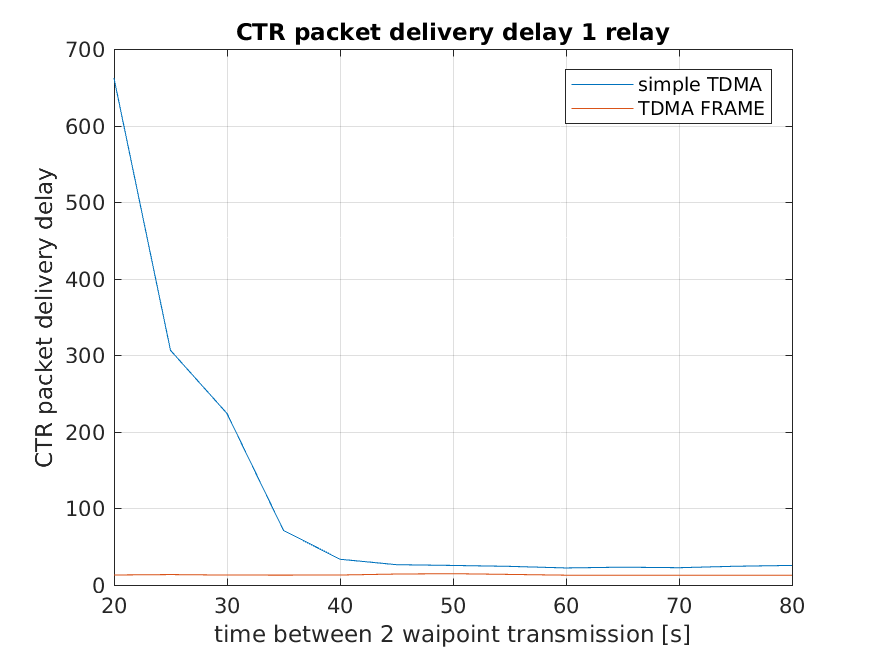 CTR packet delivery delay 1 relay
simple TDMA
TDMA FRAME
CTR packet delivery delay
700
600
500
400
300
200
100
0
20 30 40 50 60 70 80
time between 2 waipoint transmission [s]